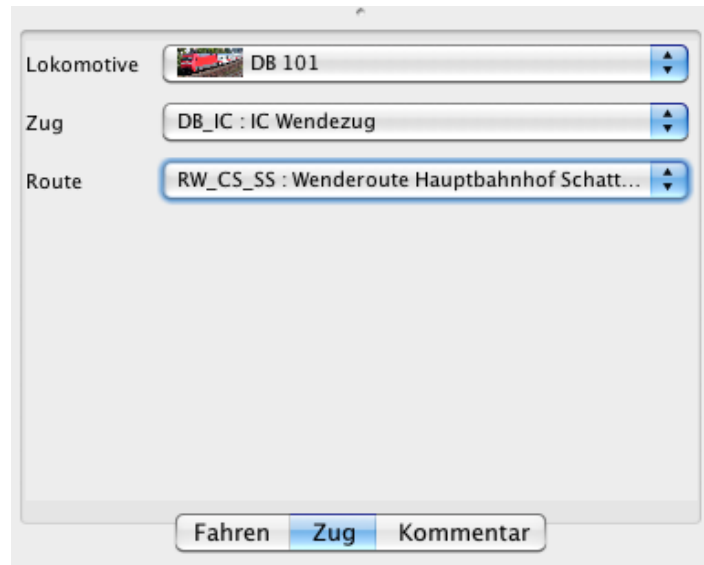 Lokomotive DB 101
Zug DB_IC : IC Wendezug
Route RW_CS_SS : Wenderoute Hauptbahnhof Schatt...
Fahren Zug Kommentar